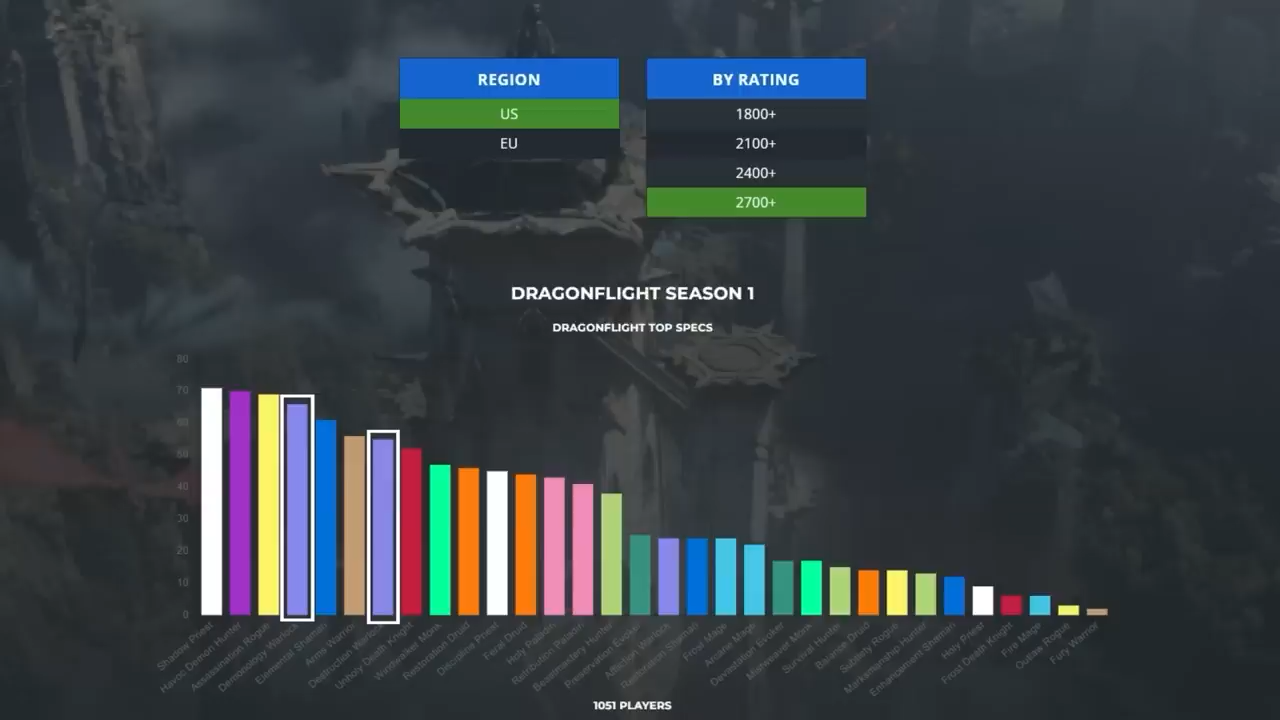 REGION
BY RATING
US
1800+
EU
2100+
2400+
2700+
DRAGONFLIGHT SEASON 1
DRAGONFLIGHT TOP SPECS
80
70
60
50
40
30
20
10
0
Shadow Priest
Havoc Demon Hunter
Assassination Rogue
Demonology Warlock
Elemental Shaman
Arms Warrior
Destruction Warlock
Unholy Death Knight
Windwalker Monk
Restoration Druid
Discipline Priest
Feral Druid
Holy Paladin
Retribution Paladin
Beastmastery Hunter
Preservation Evoker
Affliction Warlock
Restoration Shaman
Frost Mage
Arcane Mage
Devastation Evoker
Mistweaver Monk
Survival Hunter
Balance Druid
Subtlety Rogue
Marksmanship Hunter
Enhancement Shaman
Holy Priest
Frost Death Knight
Fire Mage
Outlaw Rogue
Fury Warrior
1051 PLAYERS